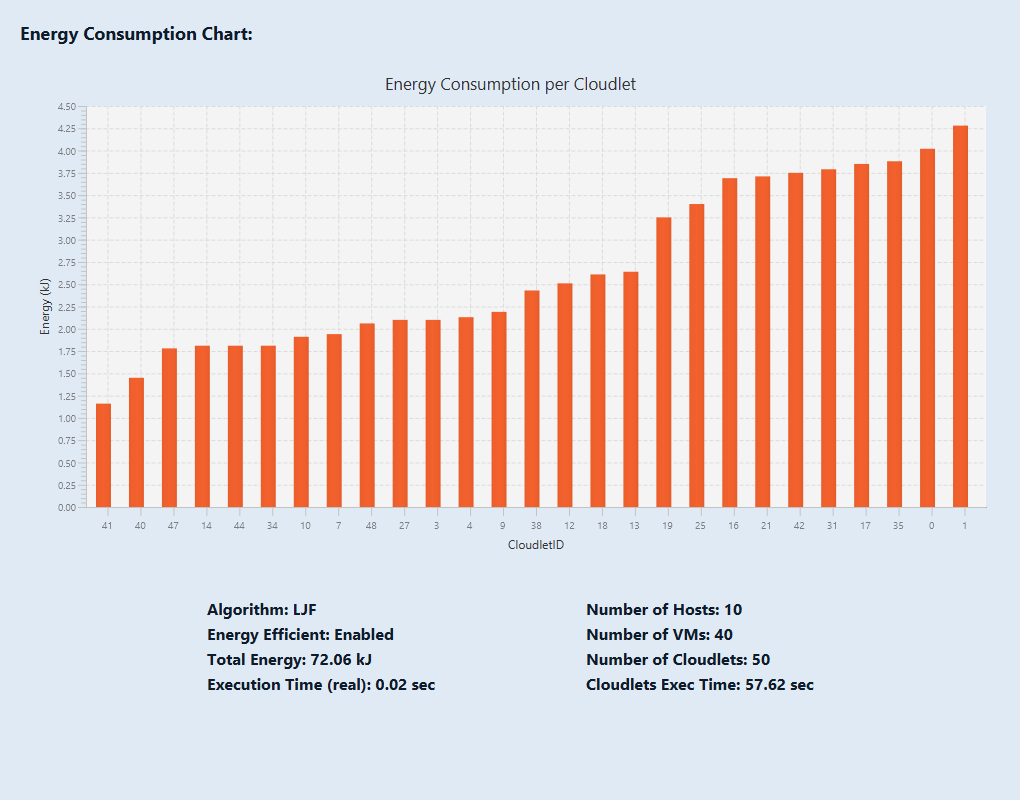 Energy Consumption Chart:
Energy Consumption per Cloudlet
4.50
4.25
4.00
3.75
3.50
3.25
3.00
2.75
2.50
2.25
2.00
1.75
1.50
1.25
1.00
0.75
0.50
0.25
0.00
Energy (kJ)
41 40 47 14 44 34 10 7 48 27 3 4 9 38 12 18 13 19 25 16 21 42 31 17 35 0 1
CloudletID
Algorithm: LJF
Energy Efficient: Enabled
Total Energy: 72.06 kJ
Execution Time (real): 0.02 sec
Number of Hosts: 10
Number of VMs: 40
Number of Cloudlets: 50
Cloudlets Exec Time: 57.62 sec